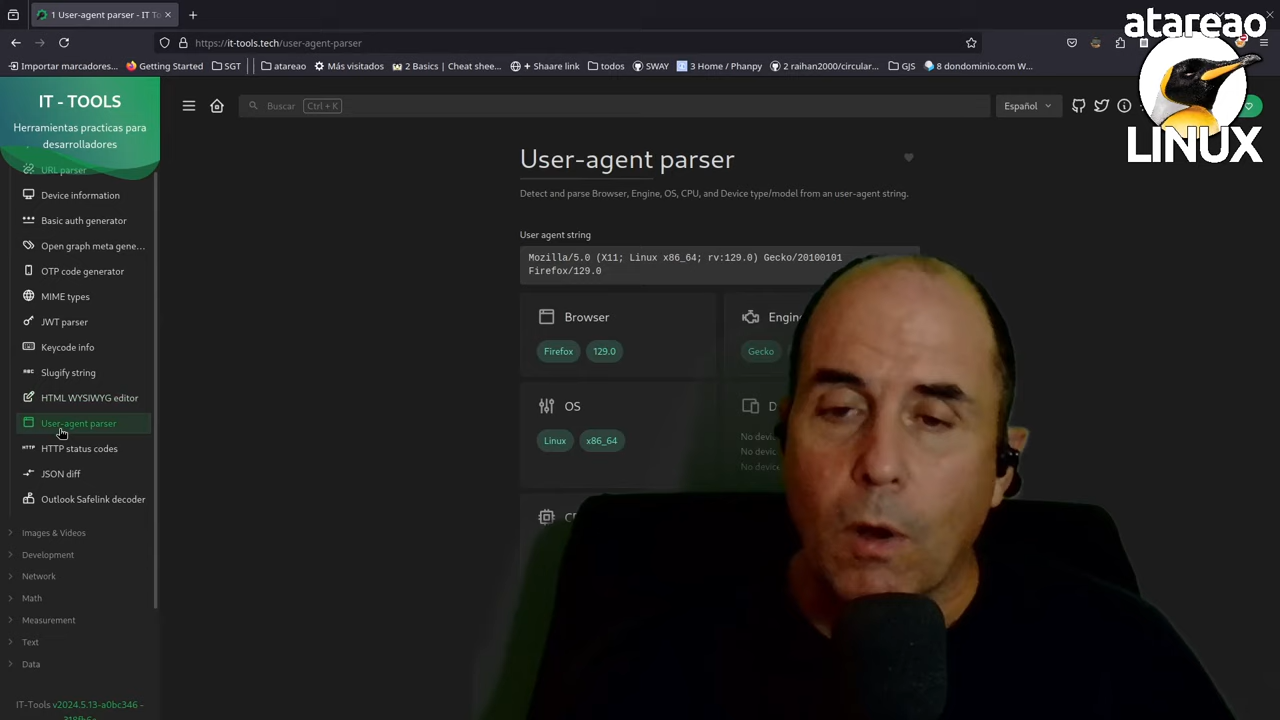 1 User-agent parser - IT To
https://it-tools.tech/user-agent-parser
Importar marcadores...
Getting Started
SGT
atareao
Más visitados
2 Basics | Cheat shee...
+ Shaare link
todos
SWAY
3 Home / Phanpy
2 raihan2000/circular...
GJS
8 dondominio.com W...
atareao
LINUX
IT - TOOLS
Herramientas practicas para
desarrolladores
Buscar
Ctrl + K
Español
URL parser
Device information
Basic auth generator
Open graph meta gene...
OTP code generator
MIME types
JWT parser
Keycode info
Slugify string
HTML WYSIWYG editor
User-agent parser
HTTP status codes
JSON diff
Outlook Safelink decoder
Images & Videos
Development
Network
Math
Measurement
Text
Data
IT-Tools v2024.5.13-a0bc346 -
User-agent parser
Detect and parse Browser, Engine, OS, CPU, and Device type/model from an user-agent string.
User agent string
Mozilla/5.0 (X11; Linux x86_64; rv:129.0) Gecko/20100101
Firefox/129.0
Browser
Firefox
129.0
Engine
Gecko
OS
Linux
x86_64
D
No devic
No devic
No devic